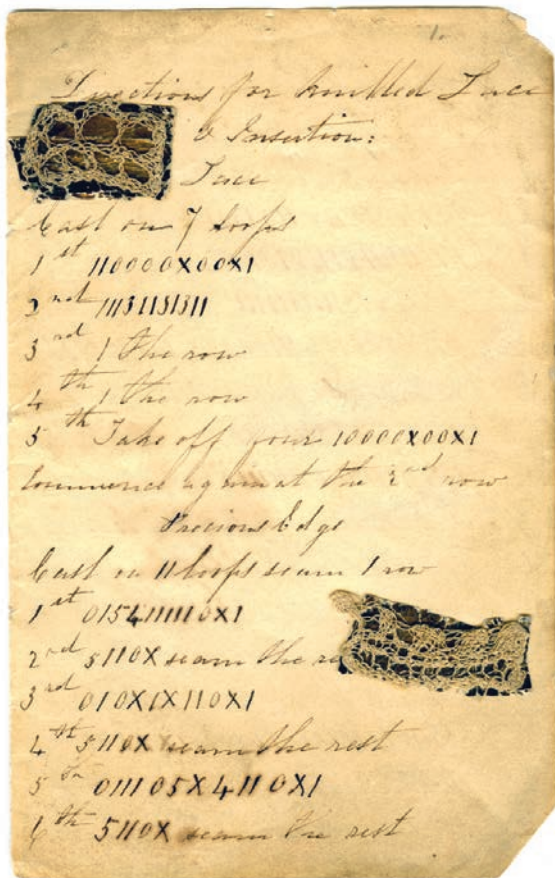 1.
Directions for knitted Lace
& Insertion:
Lace
Cast on 7 loops
1st 110000X00X1
2nd 11131151311
3rd 1 the row
4th 1 the row
5th Take off four 10000X00X1
Commence again at the 2nd row
Precious Edge
Cast on 11 loops seam 1 row
1st 0154111110X1
2nd 5110X seam the
3rd 010X1X110X1
4th 5110X seam the rest
5th 011105X4110X1
6th 5110X seam the rest